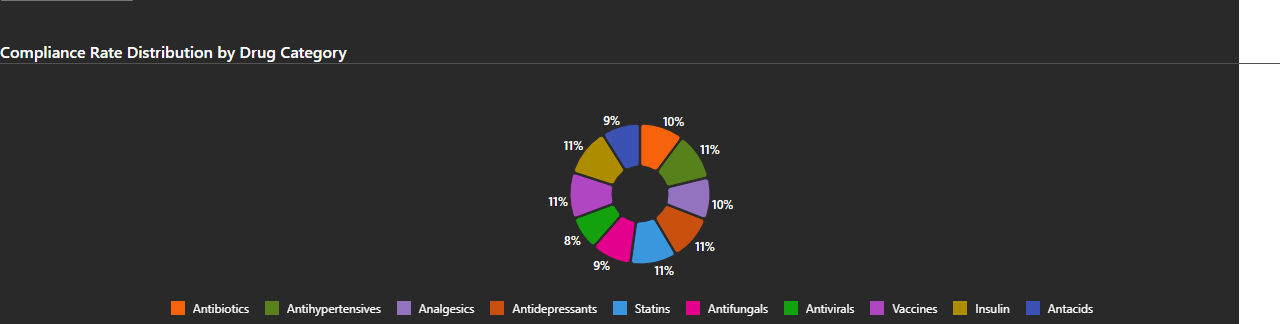 Compliance Rate Distribution by Drug Category
9% 10%
11% 11%
11% 10%
8% 11%
9% 11%
Antibiotics Antihypertensives Analgesics Antidepressants Statins Antifungals Antivirals Vaccines Insulin Antacids